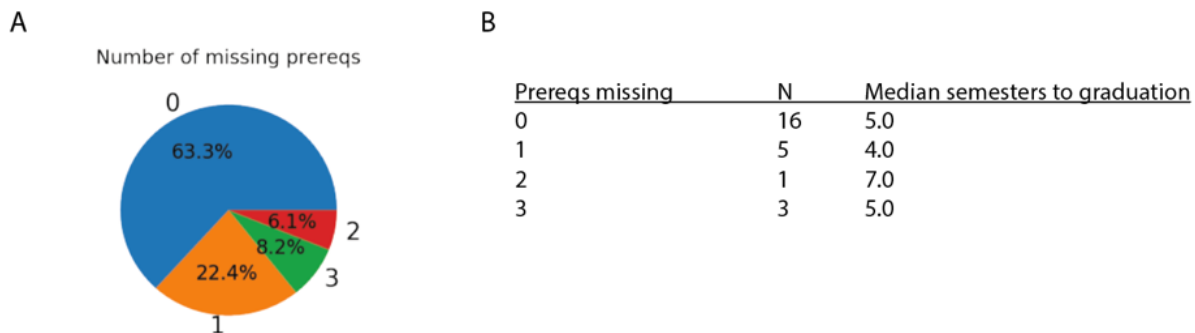 A
Number of missing prereqs
0
63.3%
6.1%
2
8.2%
3
22.4%
1
B
Prereqs missing N Median semesters to graduation
0 16 5.0
1 5 4.0
2 1 7.0
3 3 5.0